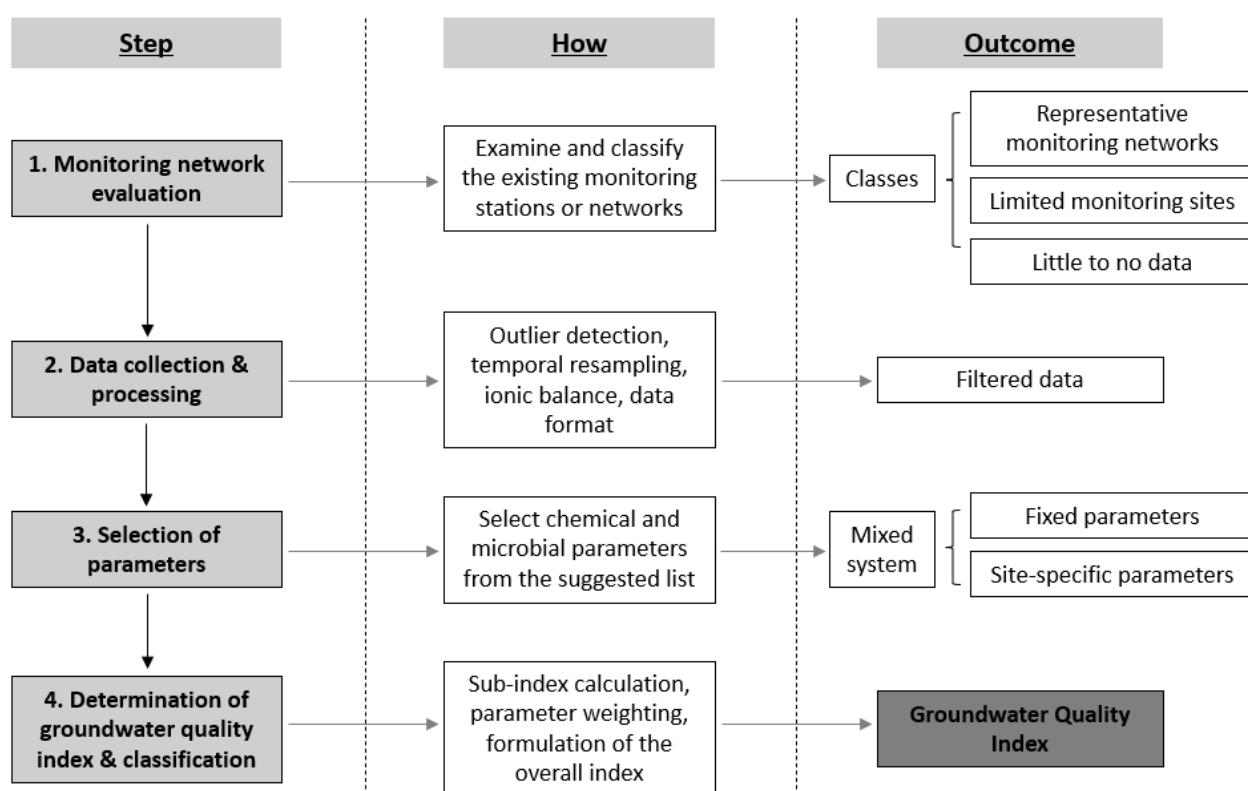 Step
How
Outcome
1. Monitoring network
evaluation
Examine and classify
the existing monitoring
stations or networks
Classes
Representative
monitoring networks
Limited monitoring sites
Little to no data
2. Data collection &
processing
Outlier detection,
temporal resampling,
ionic balance, data
format
Filtered data
3. Selection of
parameters
Select chemical and
microbial parameters
from the suggested list
Mixed
system
Fixed parameters
Site-specific parameters
4. Determination of
groundwater quality
index & classification
Sub-index calculation,
parameter weighting,
formulation of the
overall index
Groundwater Quality
Index